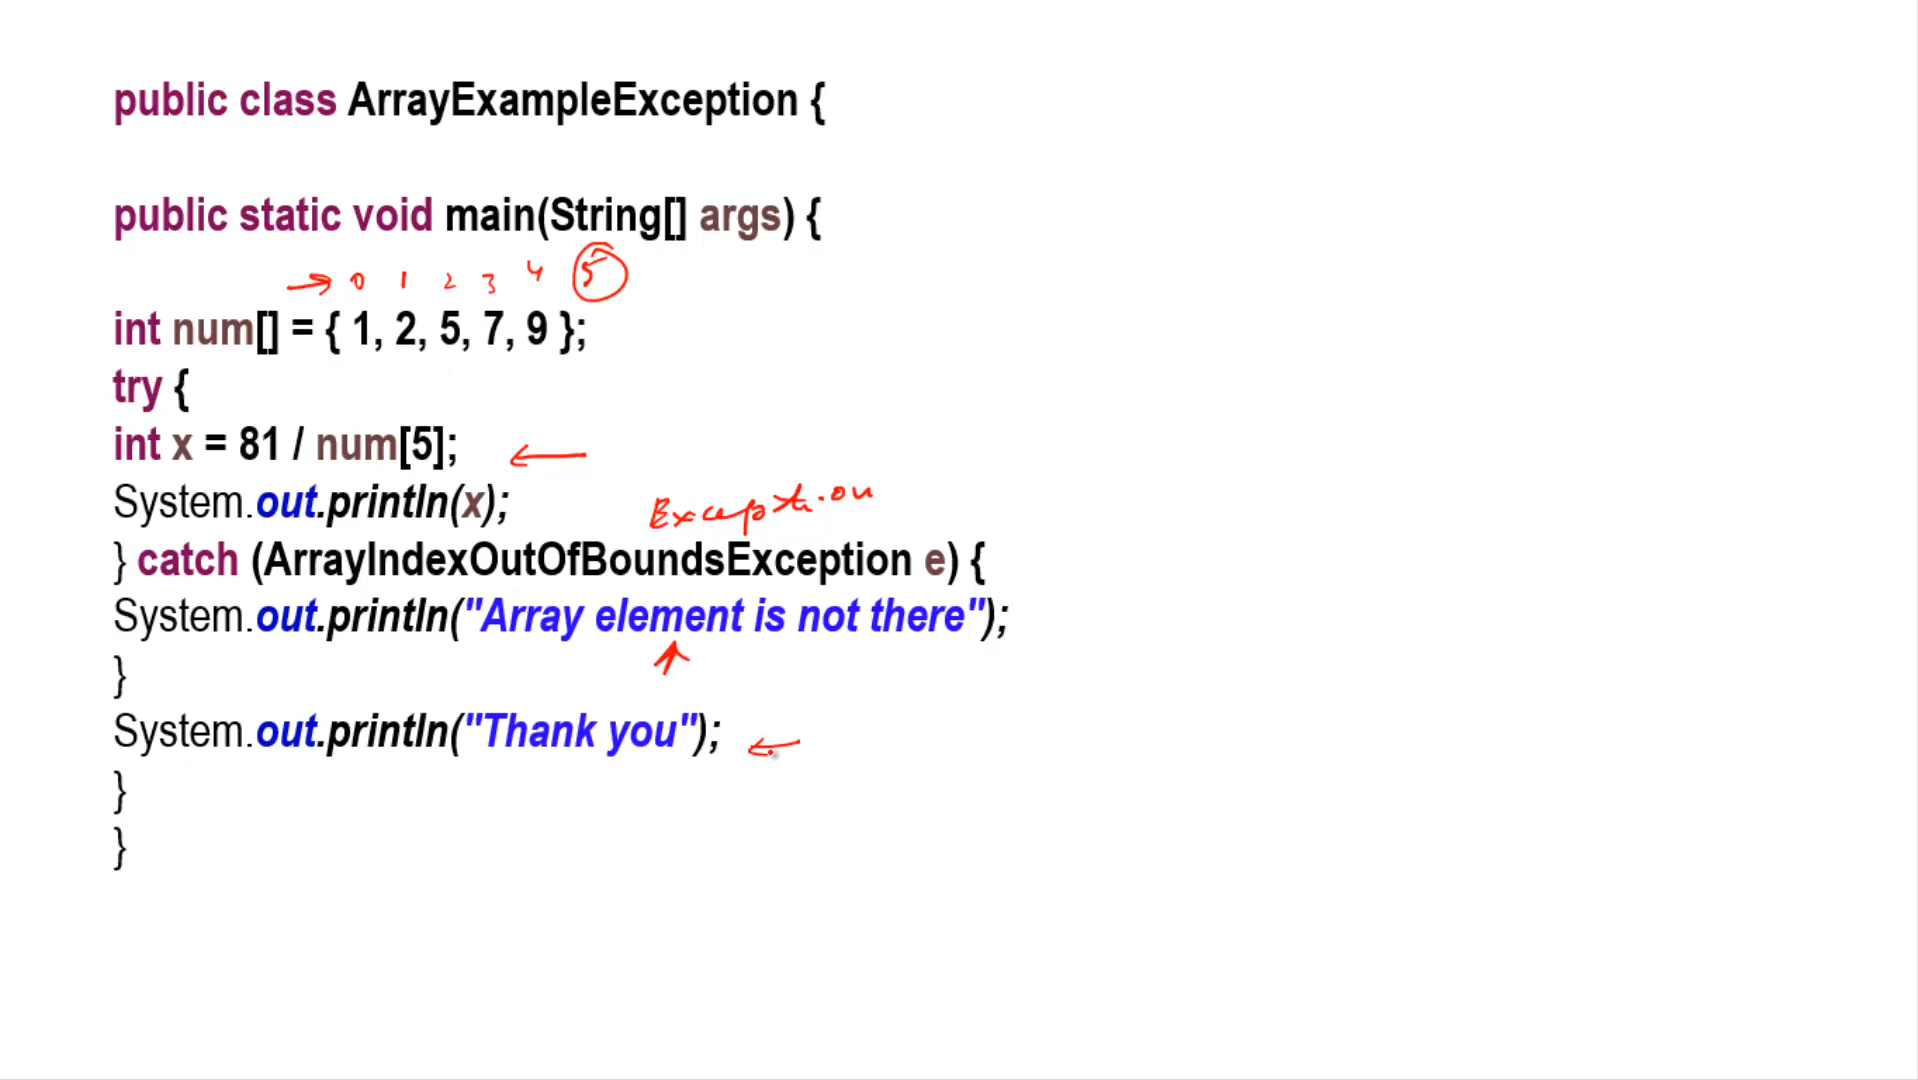 public class ArrayExampleException {
public static void main(String[] args) {
0 1 2 3 4 5
int num[] = { 1, 2, 5, 7, 9 };
try {
int x = 81 / num[5];
System.out.println(x);
Exception
} catch (ArrayIndexOutOfBoundsException e) {
System.out.println("Array element is not there");
}
System.out.println("Thank you");
}
}